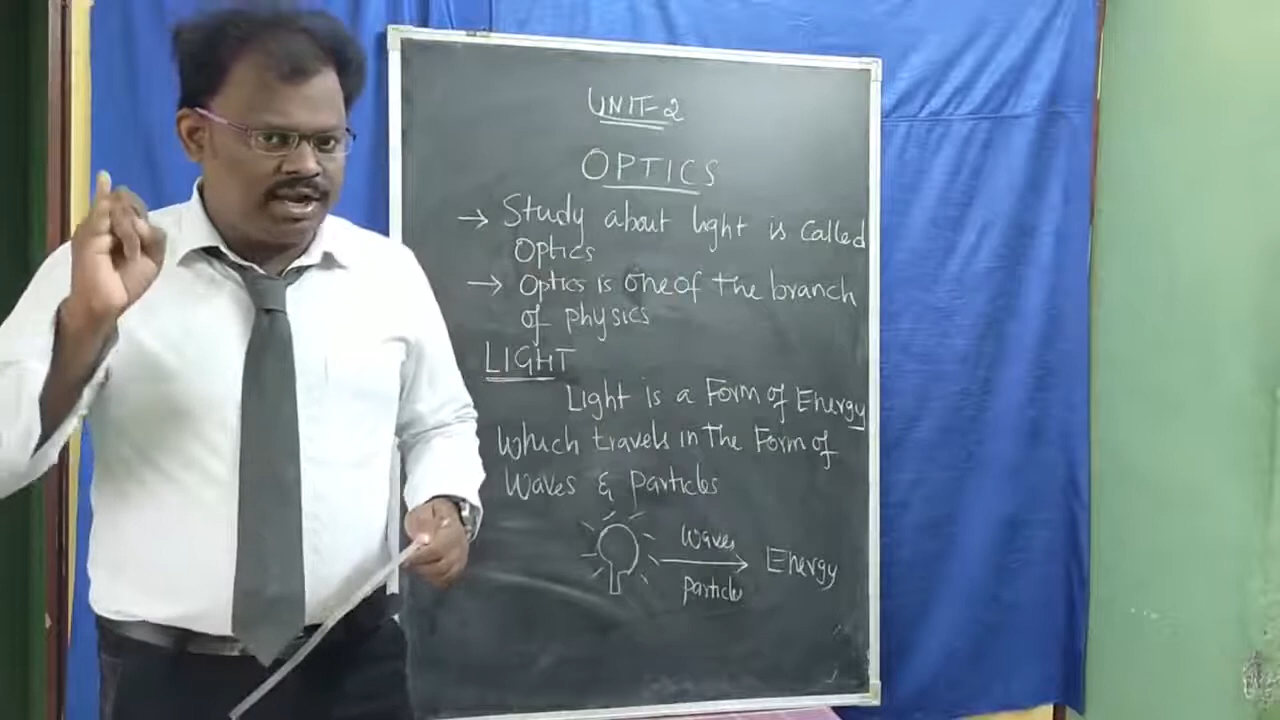 UNIT-2
OPTICS
→ Study about light is called
Optics
→ Optics is one of the branch
of physics
LIGHT
Light is a Form of Energy
Which travels in The Form of
Waves & Particles
Waves
Energy
Particle